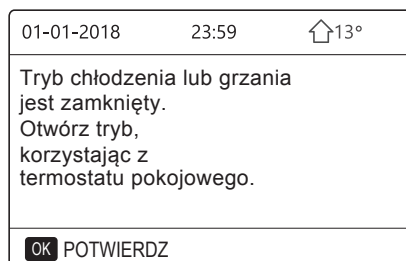 01-01-2018 23:59 13°
Tryb chłodzenia lub grzania
jest zamknięty.
Otwórz tryb,
korzystając z
termostatu pokojowego.
OK POTWIERDZ